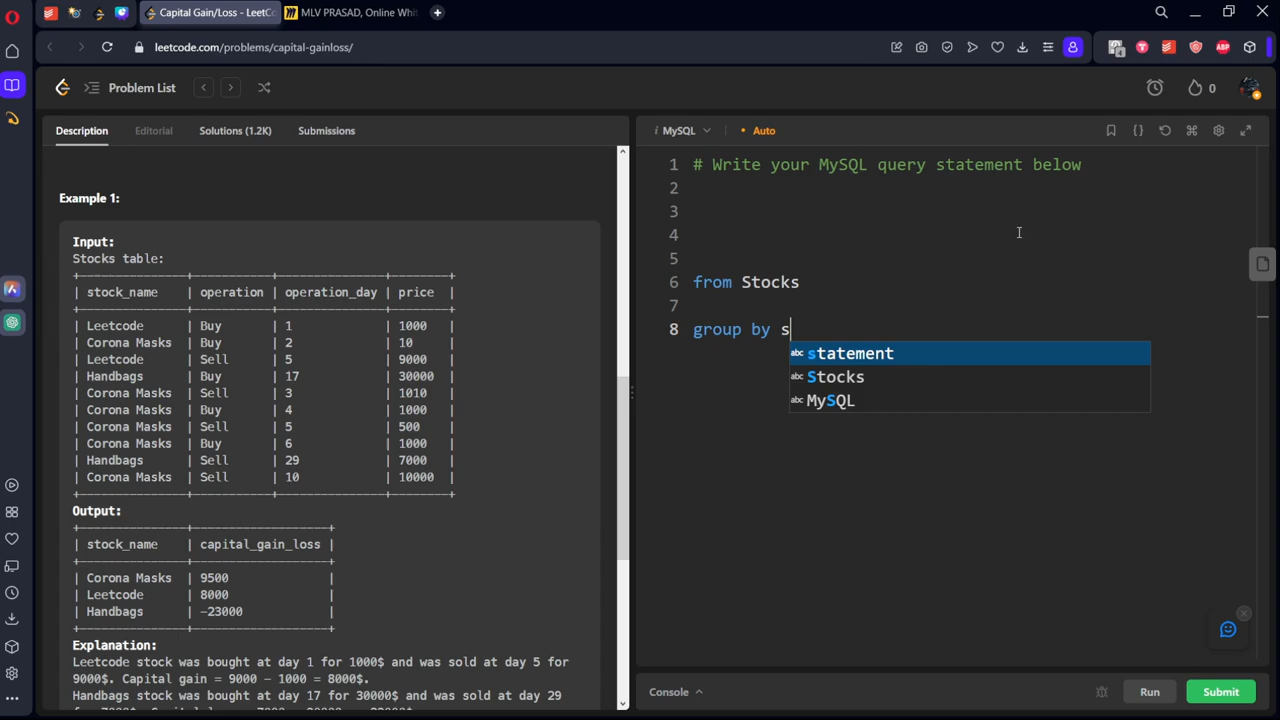 Capital Gain/Loss - LeetCo
MLV PRASAD, Online Whit
leetcode.com/problems/capital-gainloss/
4
ABP
Problem List
0
Description Editorial Solutions (1.2K) Submissions
i MySQL • Auto
Example 1:
Input:
Stocks table:
+---------------+-----------+---------------+--------+
| stock_name | operation | operation_day | price |
+---------------+-----------+---------------+--------+
| Leetcode | Buy | 1 | 1000 |
| Corona Masks | Buy | 2 | 10 |
| Leetcode | Sell | 5 | 9000 |
| Handbags | Buy | 17 | 30000 |
| Corona Masks | Sell | 3 | 1010 |
| Corona Masks | Buy | 4 | 1000 |
| Corona Masks | Sell | 5 | 500 |
| Corona Masks | Buy | 6 | 1000 |
| Handbags | Sell | 29 | 7000 |
| Corona Masks | Sell | 10 | 10000 |
+---------------+-----------+---------------+--------+
Output:
+---------------+-------------------+
| stock_name | capital_gain_loss |
+---------------+-------------------+
| Corona Masks | 9500 |
| Leetcode | 8000 |
| Handbags | -23000 |
+---------------+-------------------+
Explanation:
Leetcode stock was bought at day 1 for 1000$ and was sold at day 5 for
9000$. Capital gain = 9000 - 1000 = 8000$.
Handbags stock was bought at day 17 for 30000$ and was sold at day 29
1 # Write your MySQL query statement below
2
3
4
5
6 from Stocks
7
8 group by s
abc statement
abc Stocks
abc MySQL
Console
Run
Submit